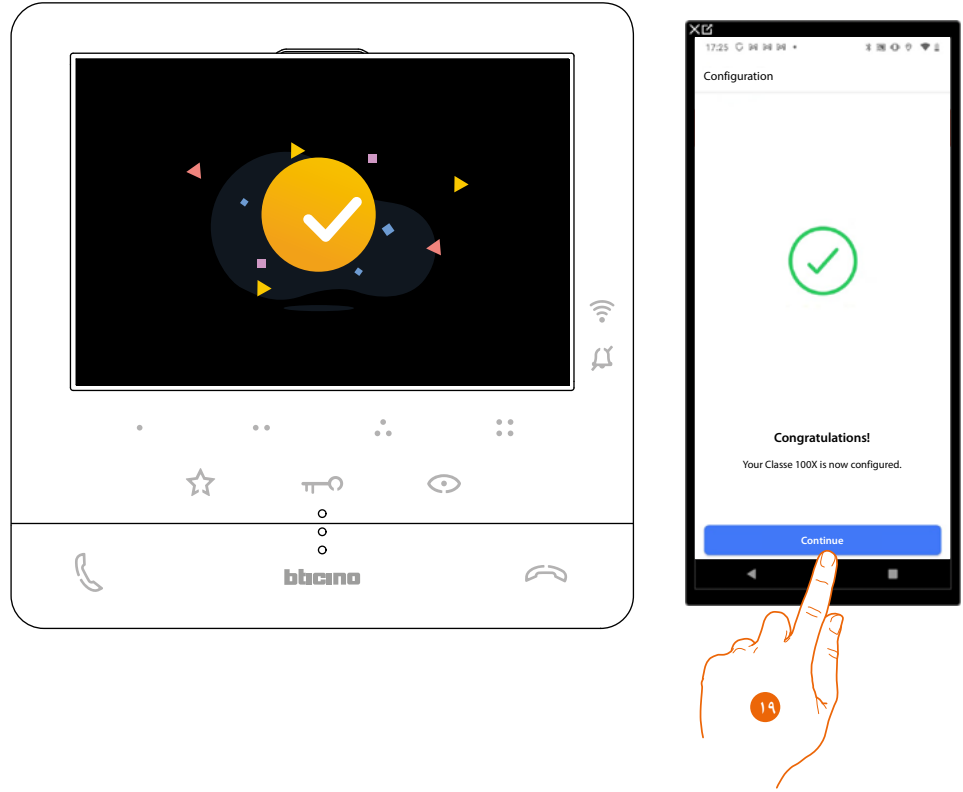 17:25
Configuration
Congratulations!
Your Classe 100X is now configured.
Continue
bticino
١٩